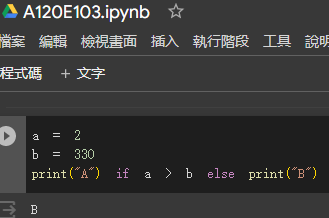 A120E103.ipynb
檔案 編輯 檢視畫面 插入 執行階段 工具 說明
程式碼 + 文字
a = 2
b = 330
print("A") if a > b else print("B")
B